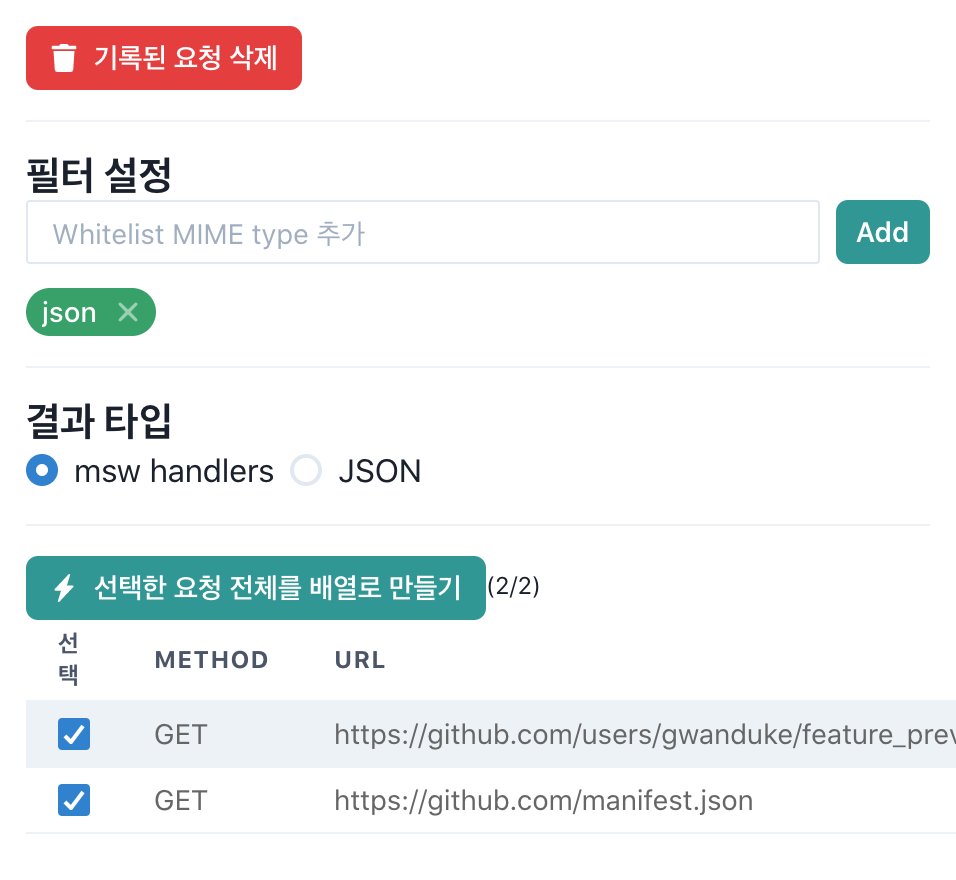 기록된 요청 삭제
필터 설정
Whitelist MIME type 추가
Add
json
결과 타입
msw handlers
JSON
선택한 요청 전체를 배열로 만들기 (2/2)
선택 METHOD URL
GET https://github.com/users/gwanduke/feature_prev
GET https://github.com/manifest.json